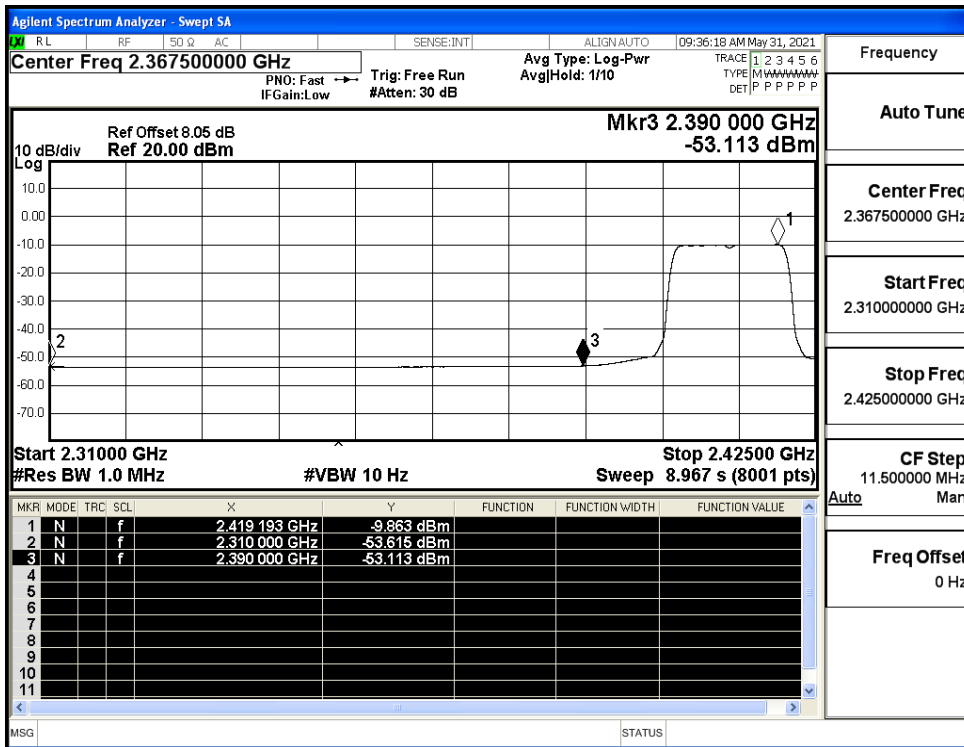 Agilent Spectrum Analyzer - Swept SA
LXI RL RF 50 Ω AC SENSE:INT ALIGN AUTO 09:36:18 AM May 31, 2021
Center Freq 2.367500000 GHz
PNO: Fast
IFGain:Low
Trig: Free Run
#Atten: 30 dB
Avg Type: Log-Pwr
Avg|Hold: 1/10
TRACE 1 2 3 4 5 6
TYPE M WWWWW
DET P P P P P P
Ref Offset 8.05 dB
10 dB/div Ref 20.00 dBm
Log
Mkr3 2.390 000 GHz
-53.113 dBm
10.0
0.00
-10.0
-20.0
-30.0
-40.0
-50.0
-60.0
-70.0
1
2
3
Start 2.31000 GHz Stop 2.42500 GHz
#Res BW 1.0 MHz #VBW 10 Hz Sweep 8.967 s (8001 pts)
MKR MODE TRC SCL X Y FUNCTION FUNCTION WIDTH FUNCTION VALUE
1 N f 2.419 193 GHz -9.863 dBm
2 N f 2.310 000 GHz -53.615 dBm
3 N f 2.390 000 GHz -53.113 dBm
4
5
6
7
8
9
10
11
MSG STATUS
Frequency
Auto Tune
Center Freq
2.367500000 GHz
Start Freq
2.310000000 GHz
Stop Freq
2.425000000 GHz
CF Step
11.500000 MHz
Auto Man
Freq Offset
0 Hz